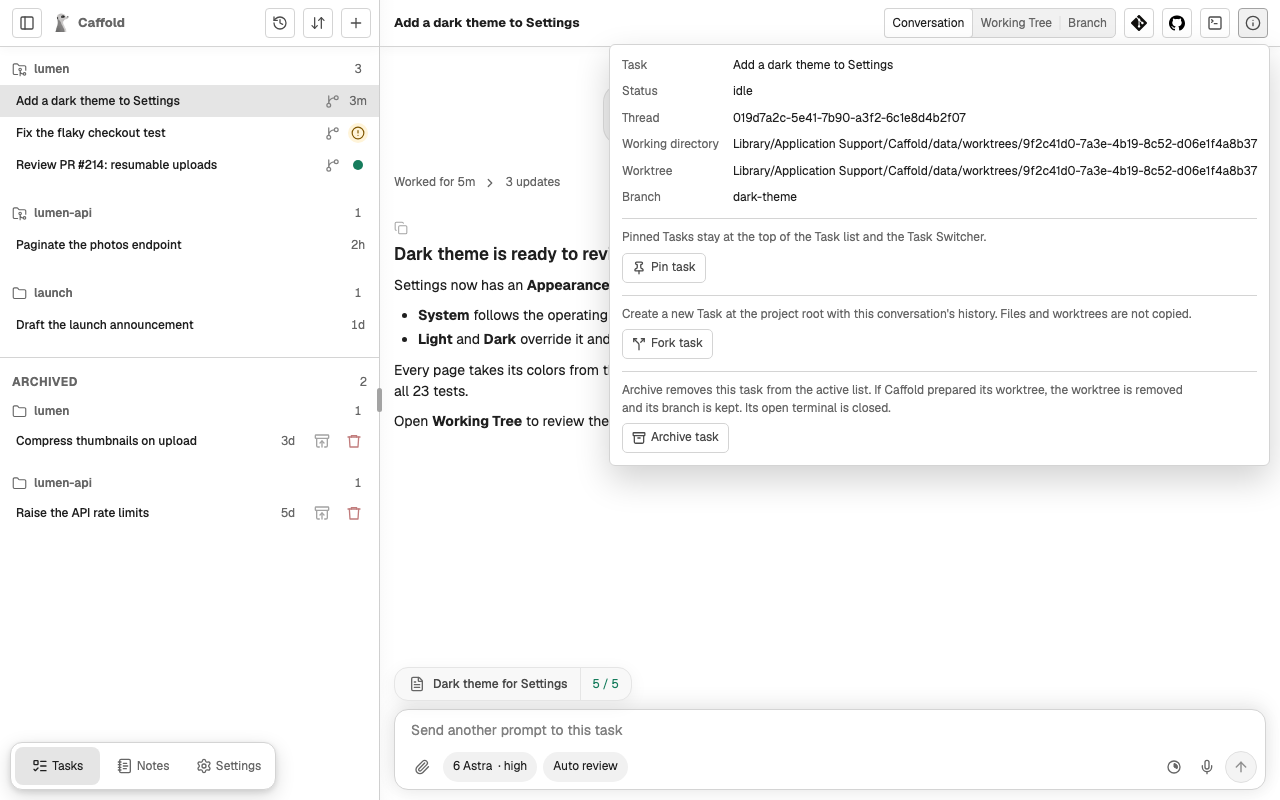 Caffold
lumen 3
Add a dark theme to Settings 3m
Fix the flaky checkout test
Review PR #214: resumable uploads
lumen-api 1
Paginate the photos endpoint 2h
launch 1
Draft the launch announcement 1d
ARCHIVED 2
lumen 1
Compress thumbnails on upload 3d
lumen-api 1
Raise the API rate limits 5d
Tasks Notes Settings
Add a dark theme to Settings
Conversation Working Tree Branch
Task Add a dark theme to Settings
Status idle
Thread 019d7a2c-5e41-7b90-a3f2-6c1e8d4b2f07
Working directory Library/Application Support/Caffold/data/worktrees/9f2c41d0-7a3e-4b19-8c52-d06e1f4a8b37
Worktree Library/Application Support/Caffold/data/worktrees/9f2c41d0-7a3e-4b19-8c52-d06e1f4a8b37
Branch dark-theme
Pinned Tasks stay at the top of the Task list and the Task Switcher.
Pin task
Create a new Task at the project root with this conversation's history. Files and worktrees are not copied.
Fork task
Archive removes this task from the active list. If Caffold prepared its worktree, the worktree is removed
and its branch is kept. Its open terminal is closed.
Archive task
Worked for 5m 3 updates
Dark theme is ready to
Settings now has an Appearance
System follows the operating
Light and Dark override it and
Every page takes its colors from
all 23 tests.
Open Working Tree to review the
Dark theme for Settings 5 / 5
Send another prompt to this task
6 Astra · high Auto review